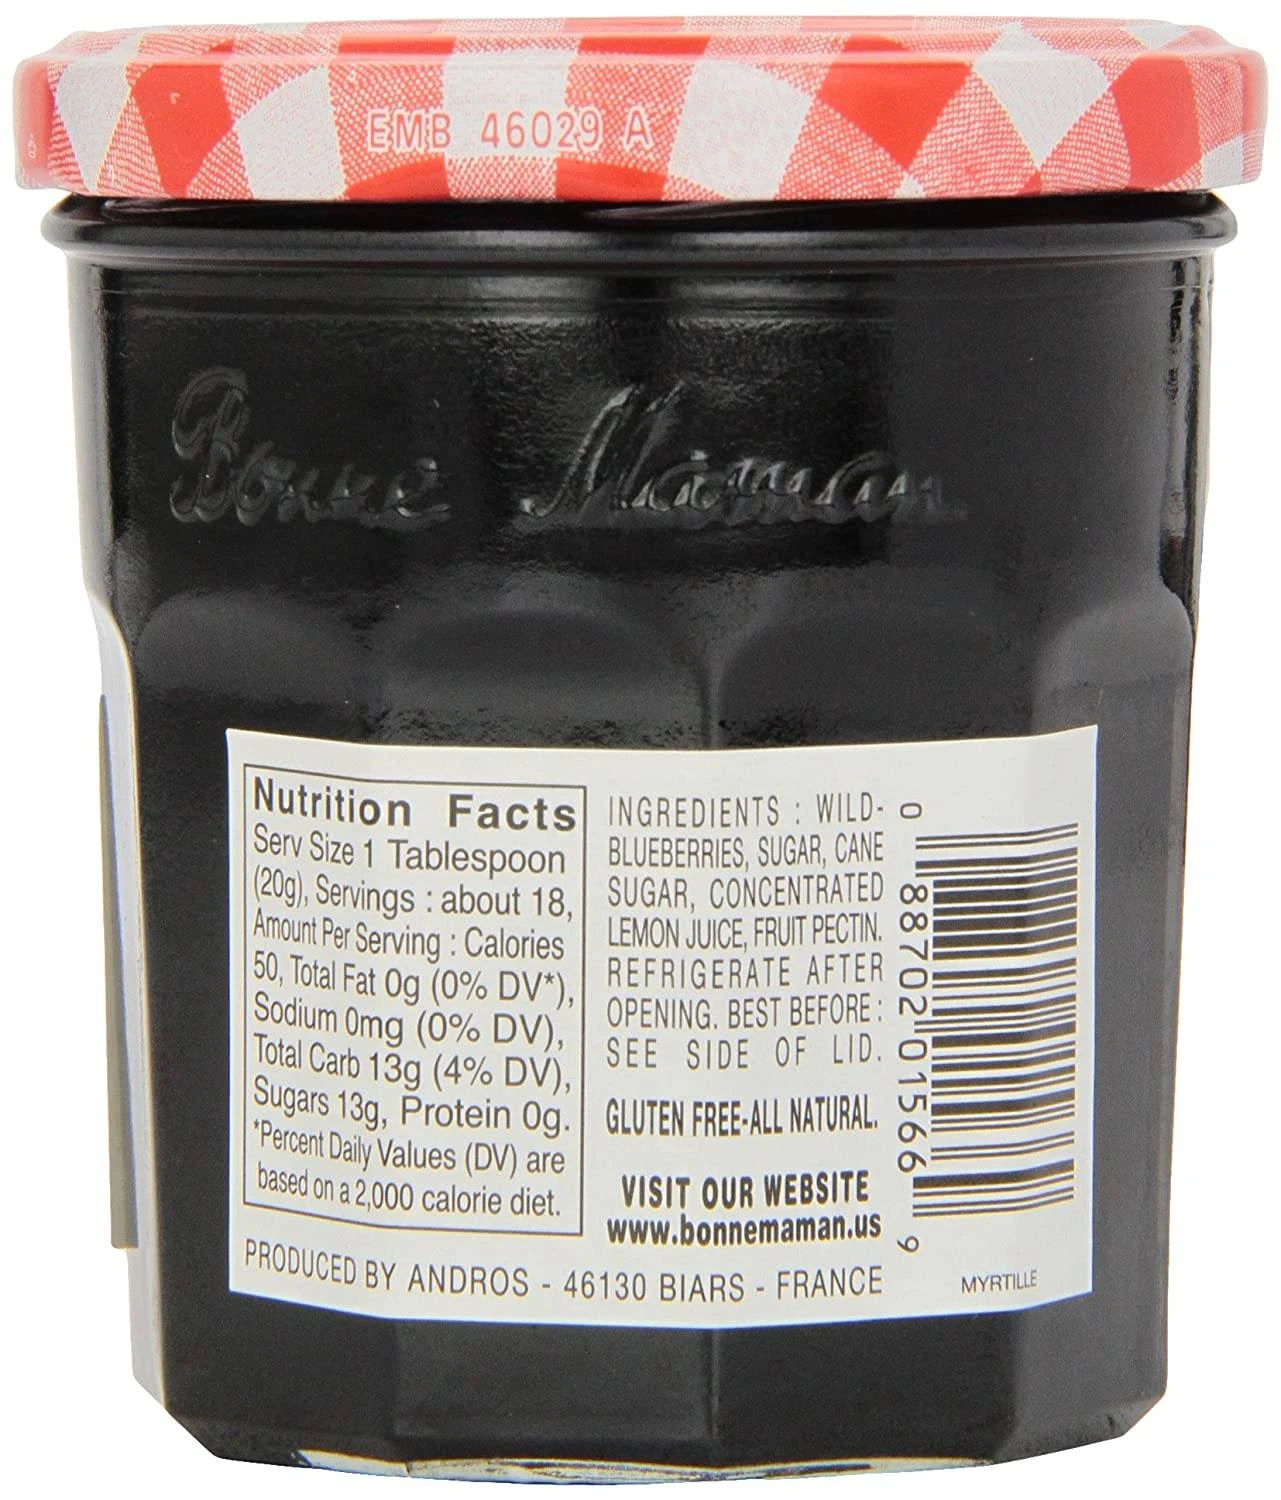 EMB 46029 A
Bonne Maman
Nutrition Facts
Serv Size 1 Tablespoon
(20g), Servings : about 18,
Amount Per Serving : Calories
50, Total Fat 0g (0% DV*),
Sodium 0mg (0% DV),
Total Carb 13g (4% DV),
Sugars 13g, Protein 0g.
*Percent Daily Values (DV) are
based on a 2,000 calorie diet.
INGREDIENTS : WILD-
BLUEBERRIES, SUGAR, CANE
SUGAR, CONCENTRATED
LEMON JUICE, FRUIT PECTIN.
REFRIGERATE AFTER
OPENING. BEST BEFORE :
SEE SIDE OF LID.
GLUTEN FREE-ALL NATURAL.
VISIT OUR WEBSITE
www.bonnemaman.us
PRODUCED BY ANDROS - 46130 BIARS - FRANCE
0 88702 01566 9
MYRTILLE